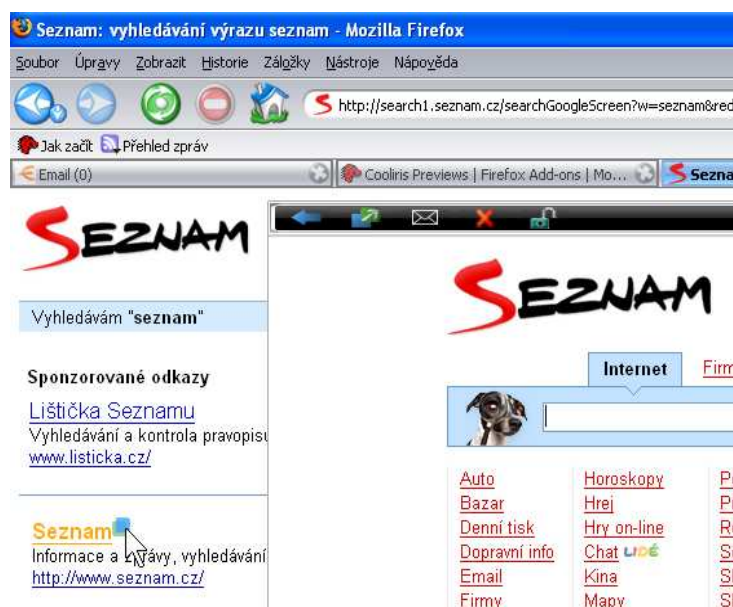 Seznam: vyhledávání výrazu seznam - Mozilla Firefox
Soubor Úpravy Zobrazit Historie Záložky Nástroje Nápověda
http://search1.seznam.cz/searchGoogleScreen?w=seznam&red
Jak začít Přehled zpráv
Email (0) Cooliris Previews | Firefox Add-ons | Mo... Sezna
SEZNAM
Vyhledávám "seznam"
Sponzorované odkazy
Lištička Seznamu
Vyhledávání a kontrola pravopisu
www.listicka.cz/
Seznam
Informace a zprávy, vyhledávání
http://www.seznam.cz/
SEZNAM
Internet Firm
Auto Horoskopy P
Bazar Hrej P
Denní tisk Hry on-line R
Dopravní info Chat LIDÉ S
Email Kina Sl
Firmy Mapy Sl